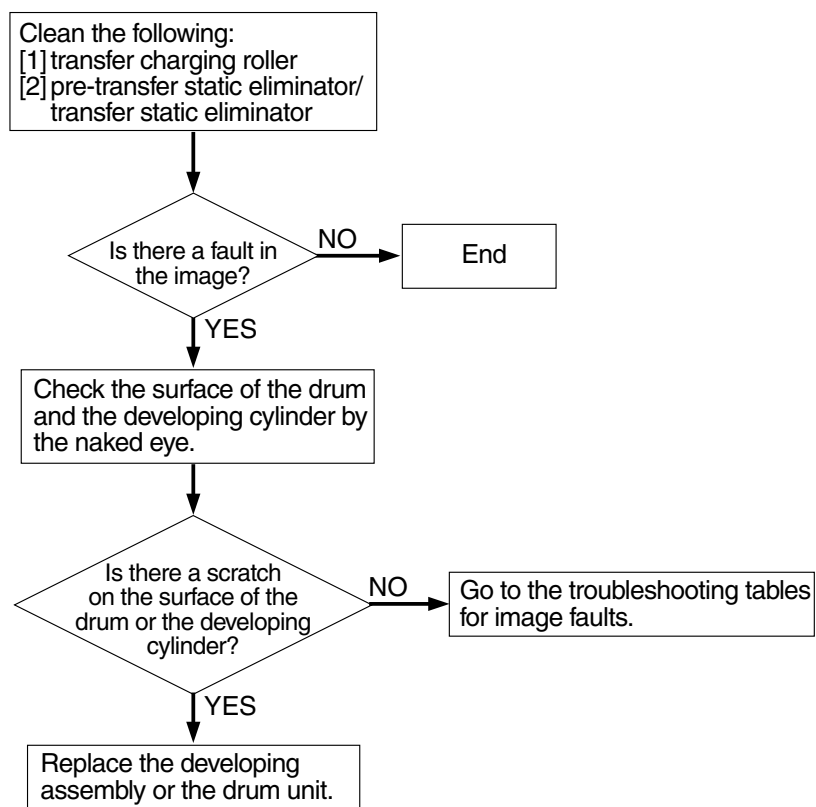 Clean the following:
[1] transfer charging roller
[2] pre-transfer static eliminator/
transfer static eliminator
Is there a fault in
the image?
NO
End
YES
Check the surface of the drum
and the developing cylinder by
the naked eye.
Is there a scratch
on the surface of the
drum or the developing
cylinder?
NO
Go to the troubleshooting tables
for image faults.
YES
Replace the developing
assembly or the drum unit.